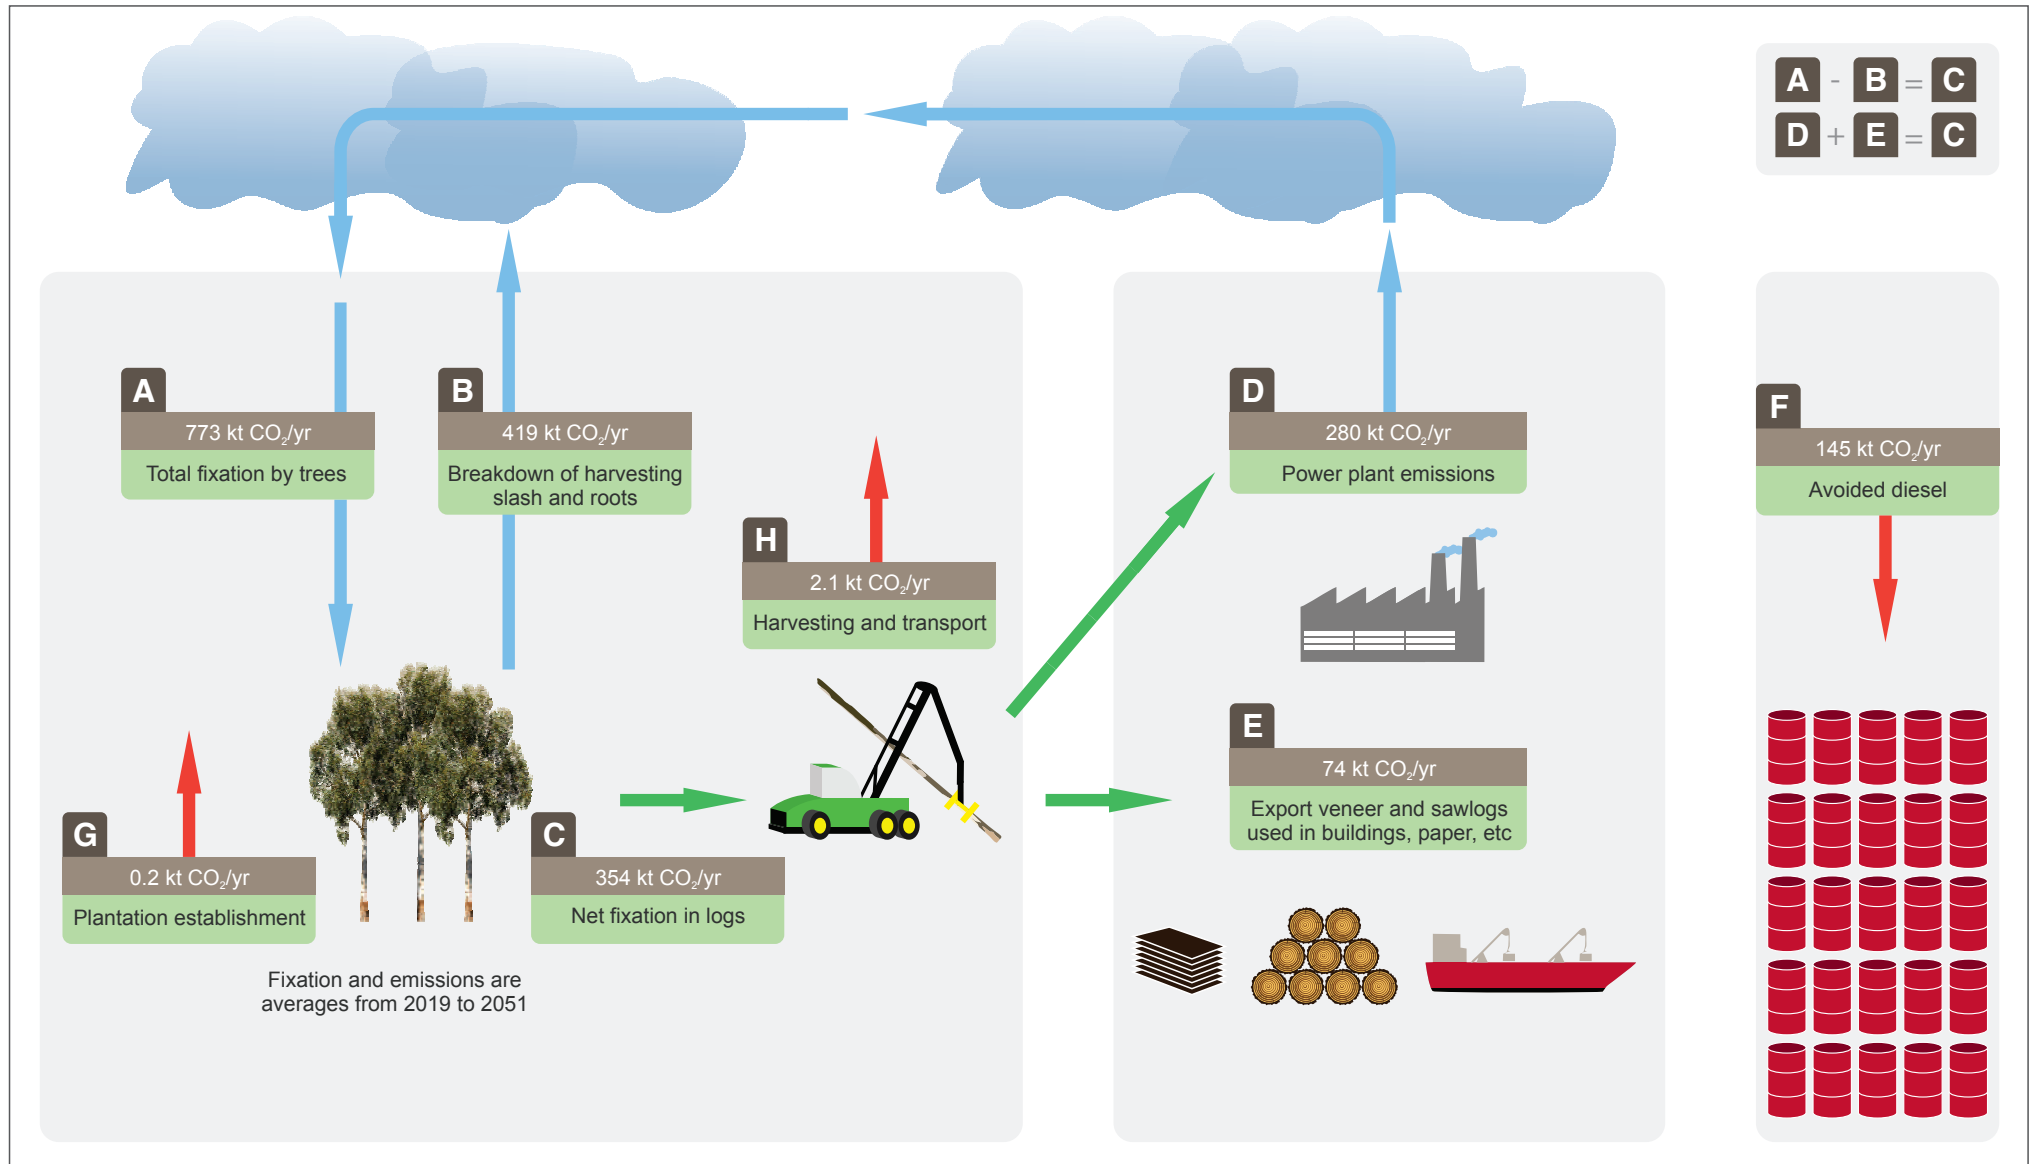 A - B = C
D + E = C
A
773 kt CO₂/yr
Total fixation by trees
B
419 kt CO₂/yr
Breakdown of harvesting
slash and roots
H
2.1 kt CO₂/yr
Harvesting and transport
G
0.2 kt CO₂/yr
Plantation establishment
C
354 kt CO₂/yr
Net fixation in logs
Fixation and emissions are
averages from 2019 to 2051
D
280 kt CO₂/yr
Power plant emissions
E
74 kt CO₂/yr
Export veneer and sawlogs
used in buildings, paper, etc
F
145 kt CO₂/yr
Avoided diesel